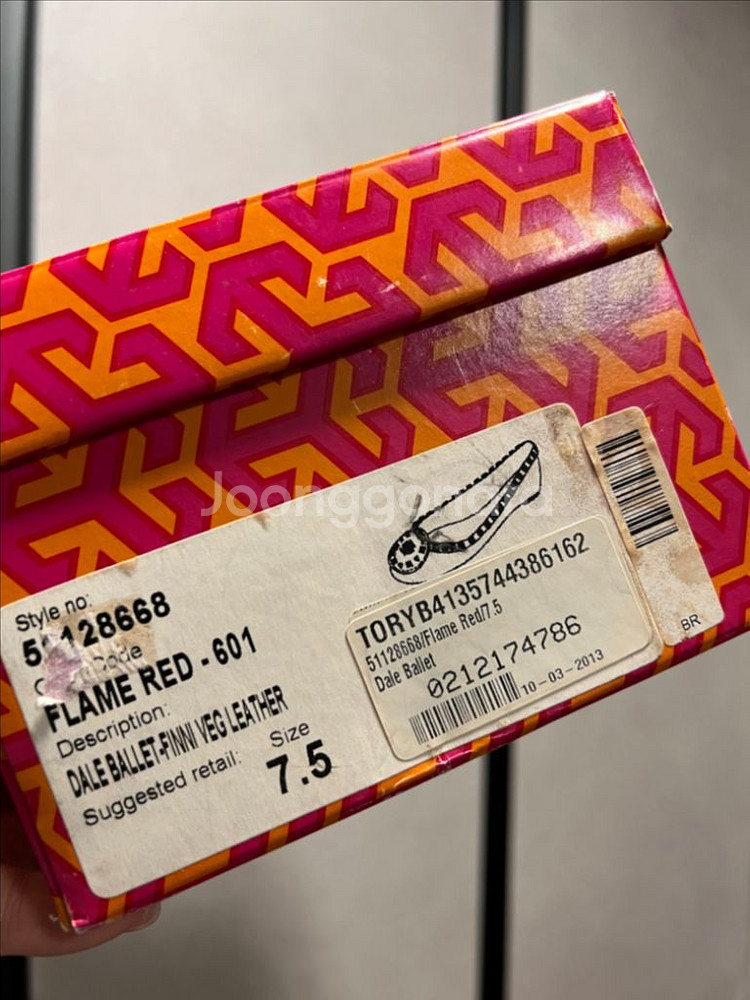 Joonggonara
Style no:
51128668
Code
FLAME RED - 601
Description:
DALE BALLET-FINNI VEG LEATHER
Suggested retail:
Size
7.5
TORYB4135744386162
51128668/Flame Red/7.5
Dale Ballet
0212174786
10-03-2013
BR